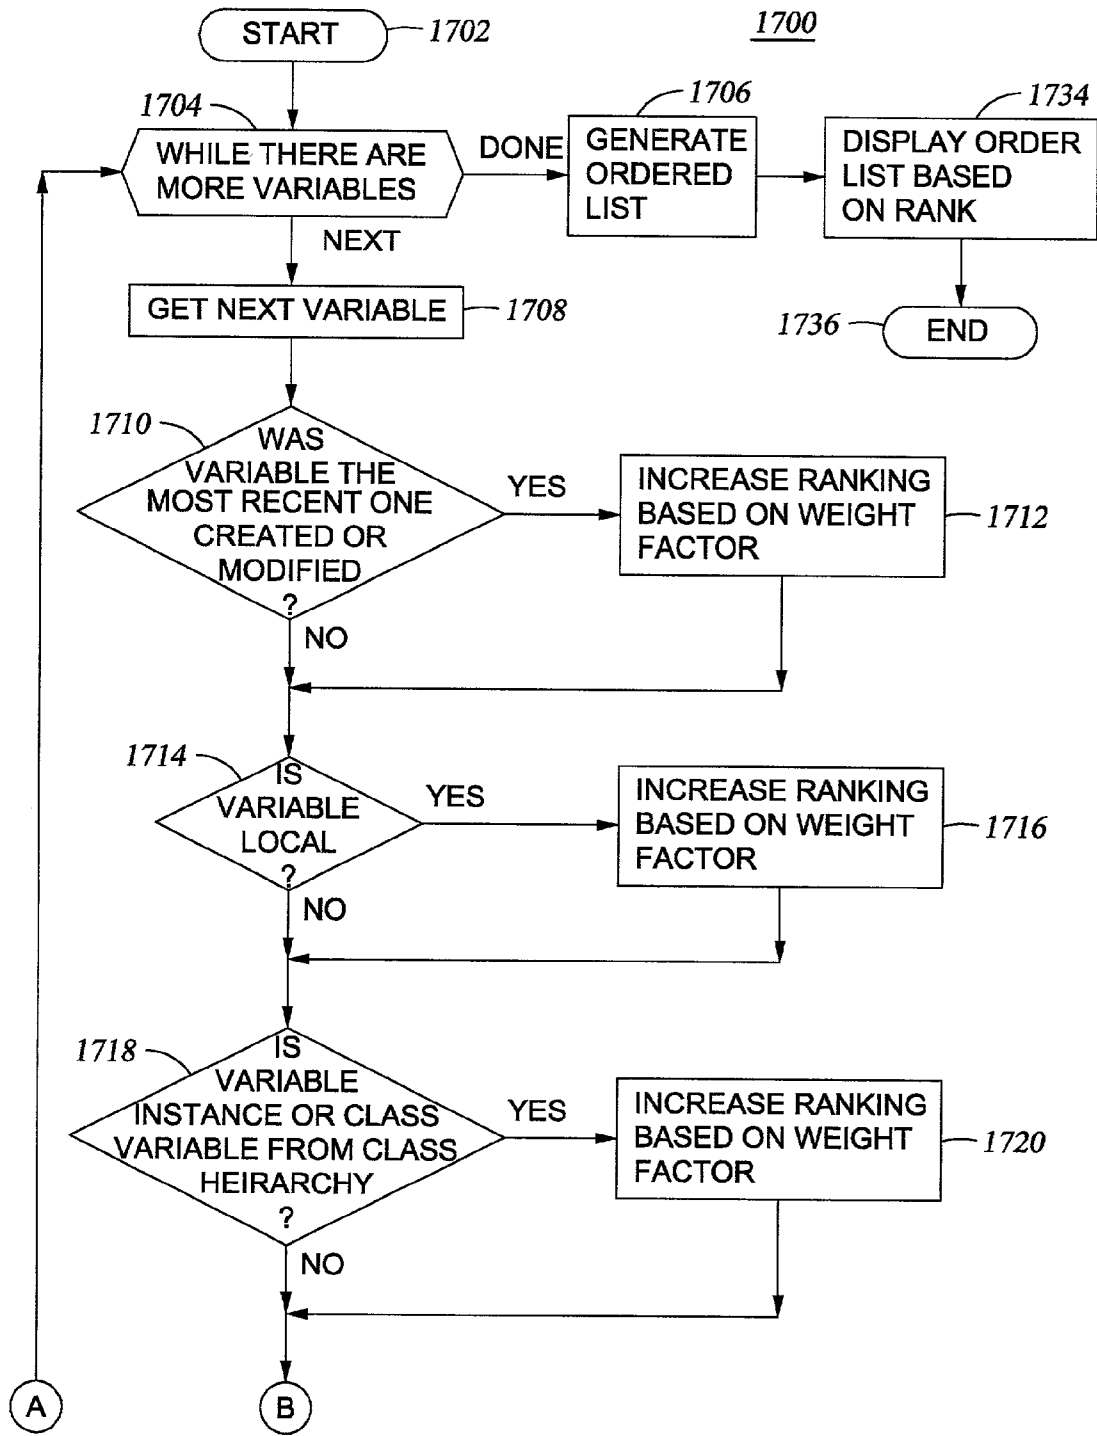 1700
START
1702
1704
WHILE THERE ARE
MORE VARIABLES
DONE
1706
GENERATE
ORDERED
LIST
1734
DISPLAY ORDER
LIST BASED
ON RANK
NEXT
GET NEXT VARIABLE
1708
1736
END
1710
WAS
VARIABLE THE
MOST RECENT ONE
CREATED OR
MODIFIED
?
YES
INCREASE RANKING
BASED ON WEIGHT
FACTOR
1712
NO
1714
IS
VARIABLE
LOCAL
?
YES
INCREASE RANKING
BASED ON WEIGHT
FACTOR
1716
NO
1718
IS
VARIABLE
INSTANCE OR CLASS
VARIABLE FROM CLASS
HEIRARCHY
?
YES
INCREASE RANKING
BASED ON WEIGHT
FACTOR
1720
NO
A
B